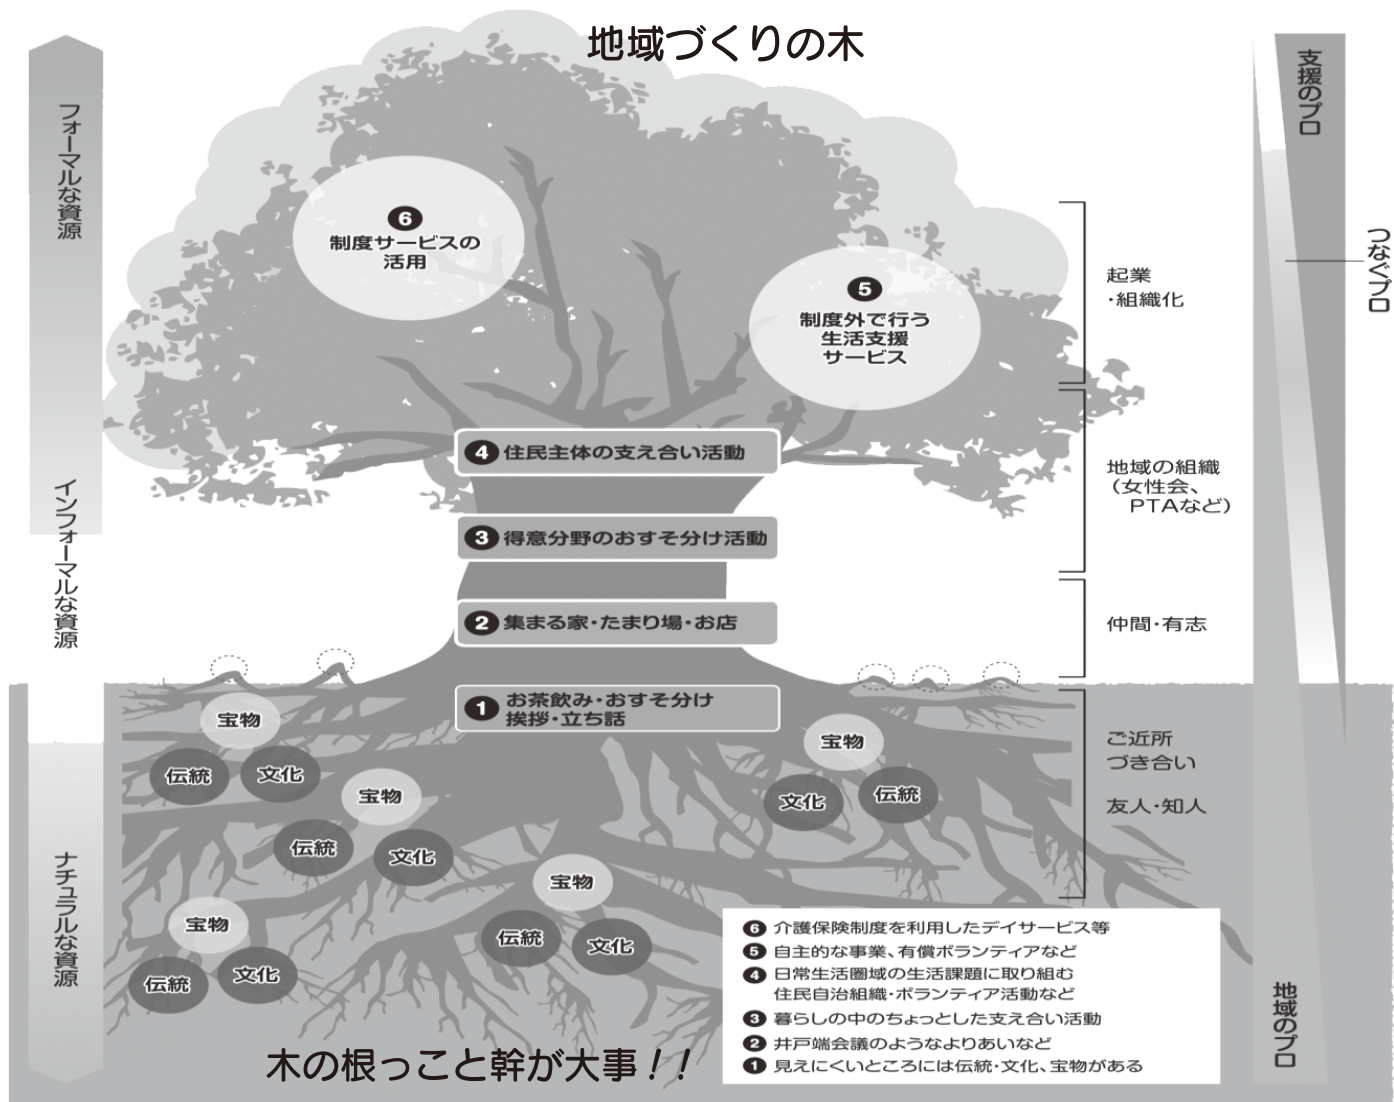 地域づくりの木
フォーマルな資源
インフォーマルな資源
ナチュラルな資源
❻
制度サービスの
活用
❺
制度外で行う
生活支援
サービス
❹住民主体の支え合い活動
❸得意分野のおすそ分け活動
❷集まる家・たまり場・お店
❶お茶飲み・おすそ分け
挨拶・立ち話
宝物
伝統
文化
宝物
伝統
文化
宝物
伝統
文化
宝物
伝統
文化
宝物
文化
伝統
起業
・組織化
地域の組織
（女性会、
PTAなど）
仲間・有志
ご近所
づき合い
友人・知人
支援のプロ
つなぐプロ
地域のプロ
❻介護保険制度を利用したデイサービス等
❺自主的な事業、有償ボランティアなど
❹日常生活圏域の生活課題に取り組む
住民自治組織・ボランティア活動など
❸暮らしの中のちょっとした支え合い活動
❷井戸端会議のようなよりあいなど
❶見えにくいところには伝統・文化、宝物がある
木の根っこと幹が大事！！